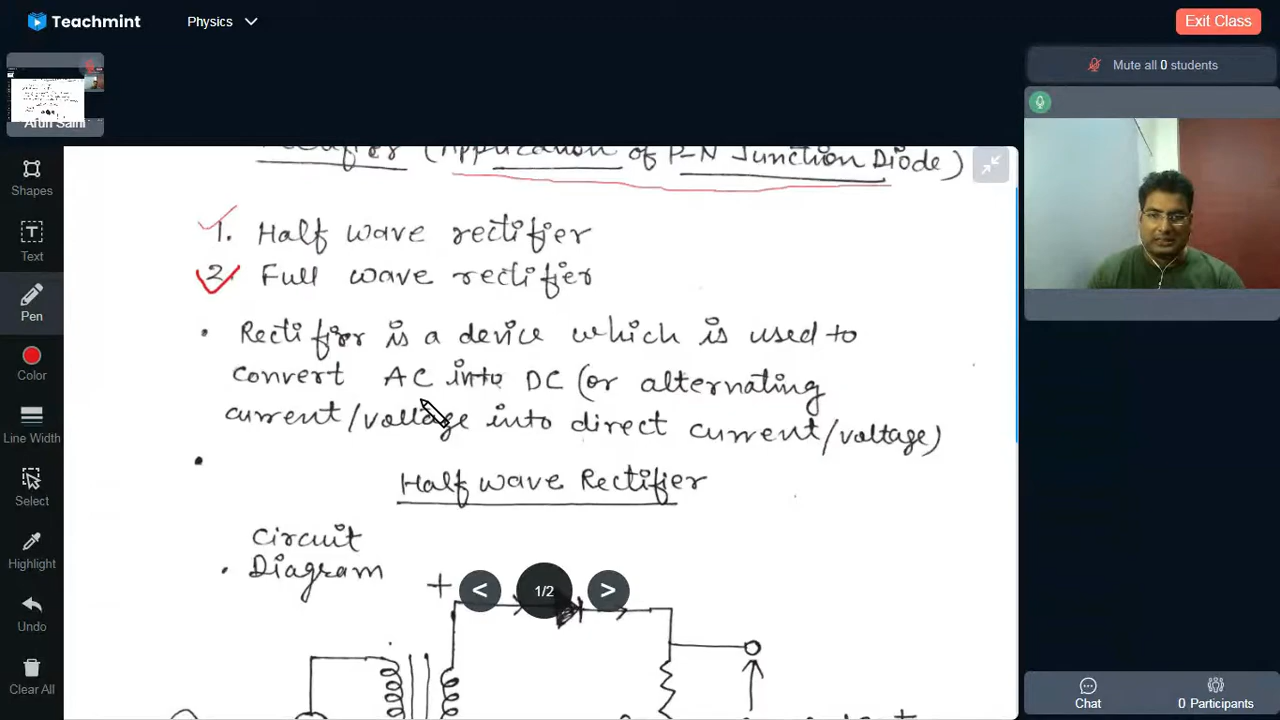 Teachmint
Physics
Exit Class
Mute all 0 students
Arun Saini
Rectifier (Application of P-N Junction Diode)
1. Half wave rectifier
2. Full wave rectifier
• Rectifier is a device which is used to
convert AC into DC (or alternating
current/voltage into direct current/voltage)
•
Half wave Rectifier
Circuit
• Diagram
+
< 1/2 >
Shapes
Text
Pen
Color
Line Width
Select
Highlight
Undo
Clear All
Chat
0 Participants